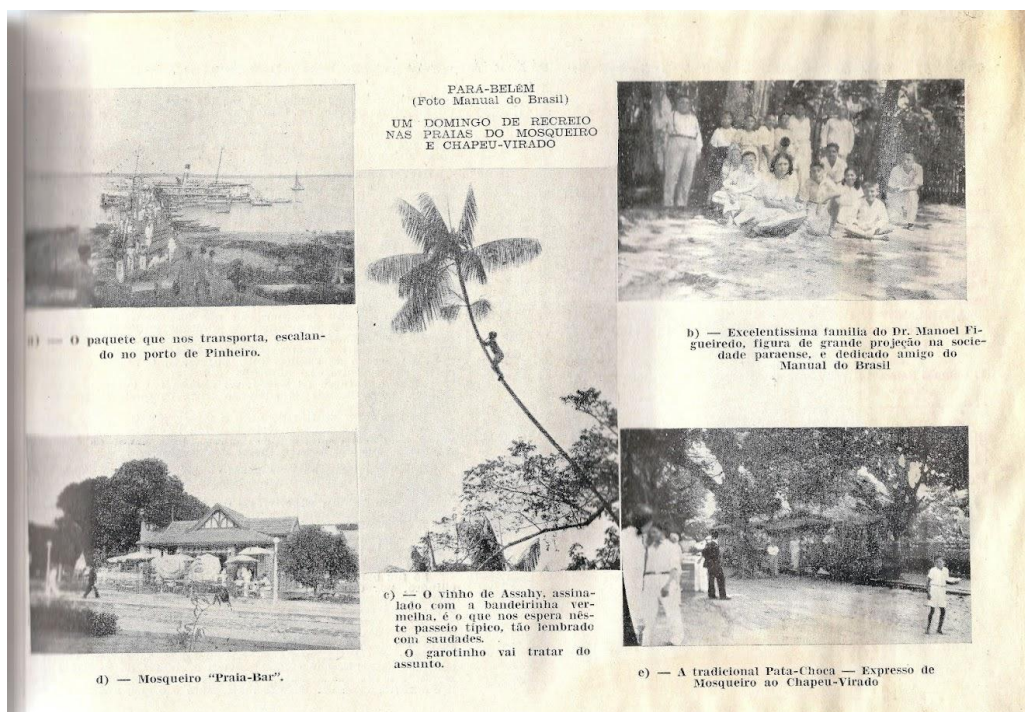 PARÁ-BELÉM
(Foto Manual do Brasil)
UM DOMINGO DE RECREIO
NAS PRAIAS DO MOSQUEIRO
E CHAPEU-VIRADO
a) — O paquete que nos transporta, escalan-
do no porto de Pinheiro.
b) — Excelentissima familia do Dr. Manoel Fi-
gueiredo, figura de grande projeção na socie-
dade paraense, e dedicado amigo do
Manual do Brasil
c) — O vinho de Assahy, assina-
lado com a bandeirinha ver-
melha, é o que nos espera nês-
te passeio típico, tão lembrado
com saudades.
O garotinho vai tratar do
assunto.
d) — Mosqueiro "Praia-Bar".
e) — A tradicional Pata-Choca — Expresso de
Mosqueiro ao Chapeu-Virado